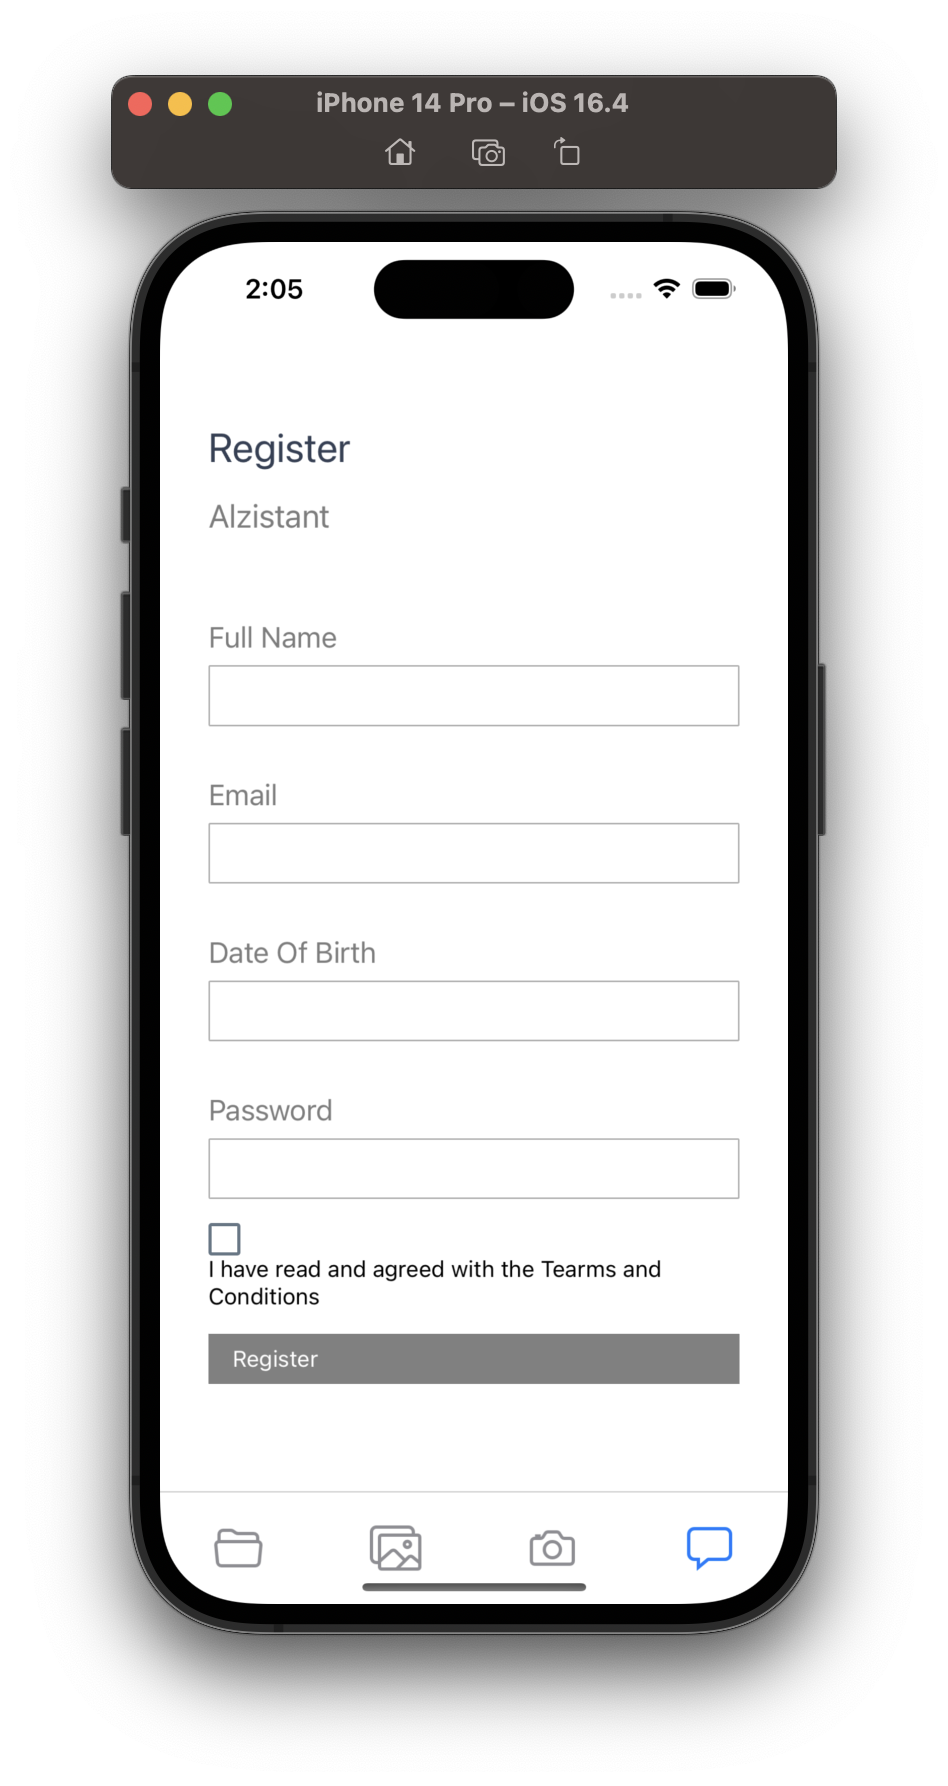 iPhone 14 Pro – iOS 16.4
2:05
Register
Alzistant
Full Name
Email
Date Of Birth
Password
I have read and agreed with the Tearms and
Conditions
Register